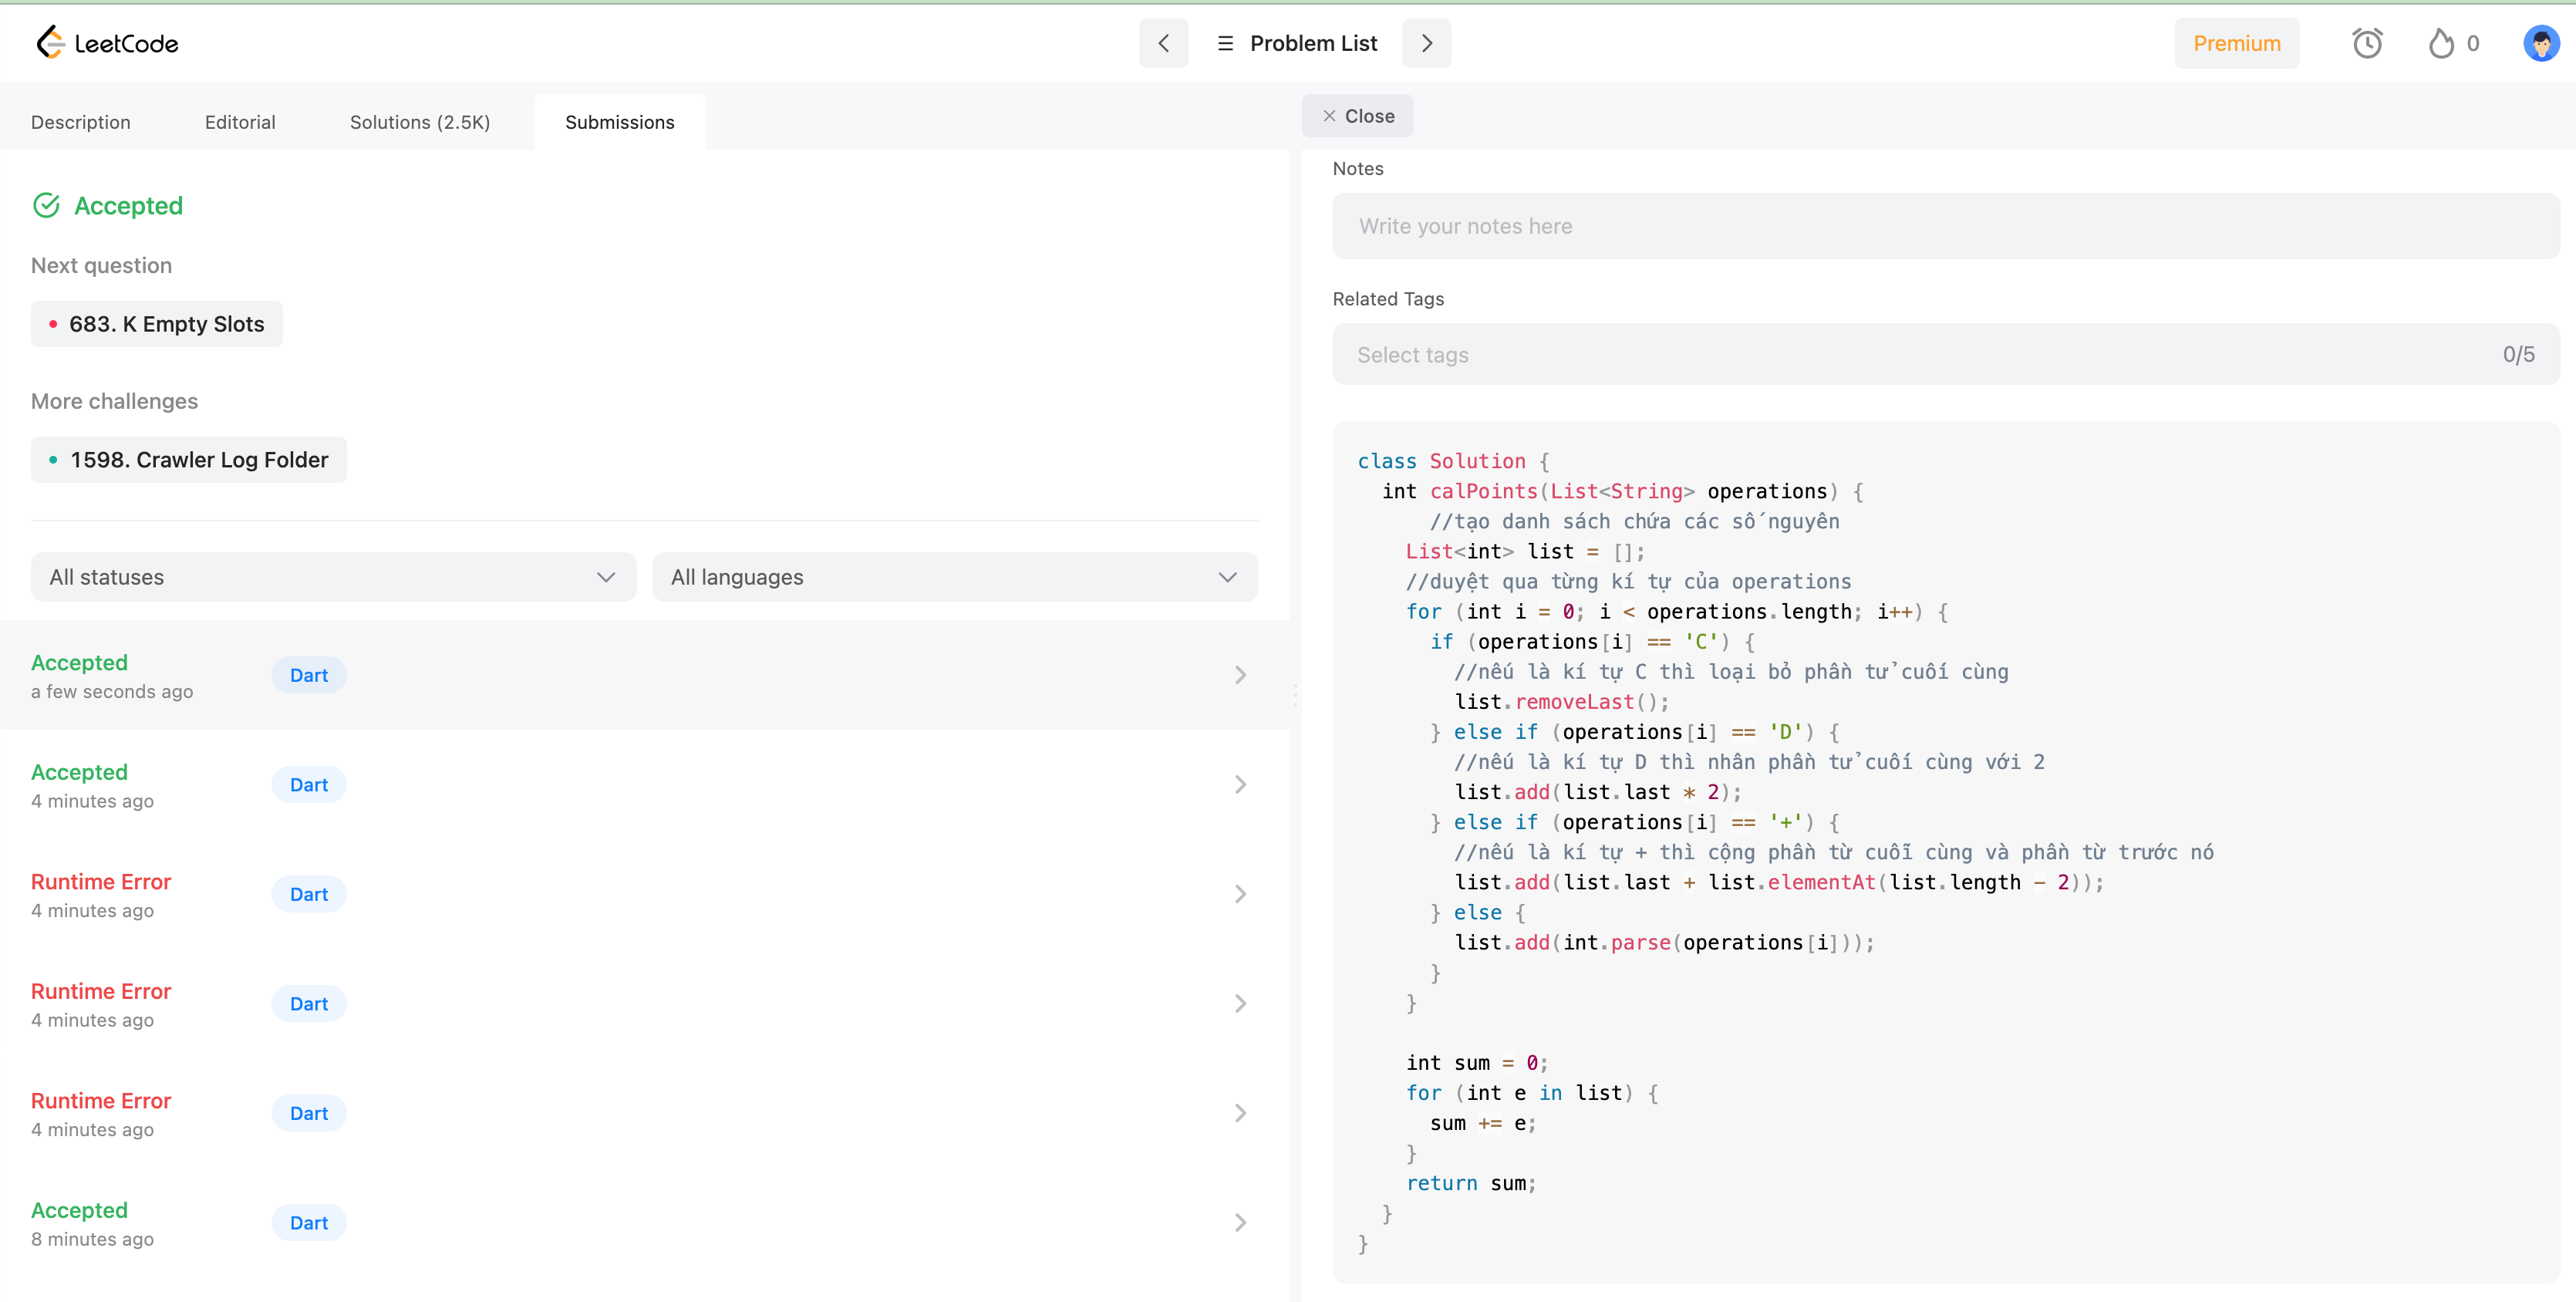 LeetCode
Problem List
Premium
0
Description
Editorial
Solutions (2.5K)
Submissions
Close
Accepted
Next question
683. K Empty Slots
More challenges
1598. Crawler Log Folder
All statuses
All languages
Accepted
a few seconds ago
Dart
Accepted
4 minutes ago
Dart
Runtime Error
4 minutes ago
Dart
Runtime Error
4 minutes ago
Dart
Runtime Error
4 minutes ago
Dart
Accepted
8 minutes ago
Dart
Notes
Write your notes here
Related Tags
Select tags
0/5
class Solution {
  int calPoints(List<String> operations) {
      //tạo danh sách chứa các số nguyên
    List<int> list = [];
    //duyệt qua từng kí tự của operations
    for (int i = 0; i < operations.length; i++) {
      if (operations[i] == 'C') {
        //nếu là kí tự C thì loại bỏ phần tử cuối cùng
        list.removeLast();
      } else if (operations[i] == 'D') {
        //nếu là kí tự D thì nhân phần tử cuối cùng với 2
        list.add(list.last * 2);
      } else if (operations[i] == '+') {
        //nếu là kí tự + thì cộng phần từ cuỗi cùng và phần từ trước nó
        list.add(list.last + list.elementAt(list.length - 2));
      } else {
        list.add(int.parse(operations[i]));
      }
    }

    int sum = 0;
    for (int e in list) {
      sum += e;
    }
    return sum;
  }
}